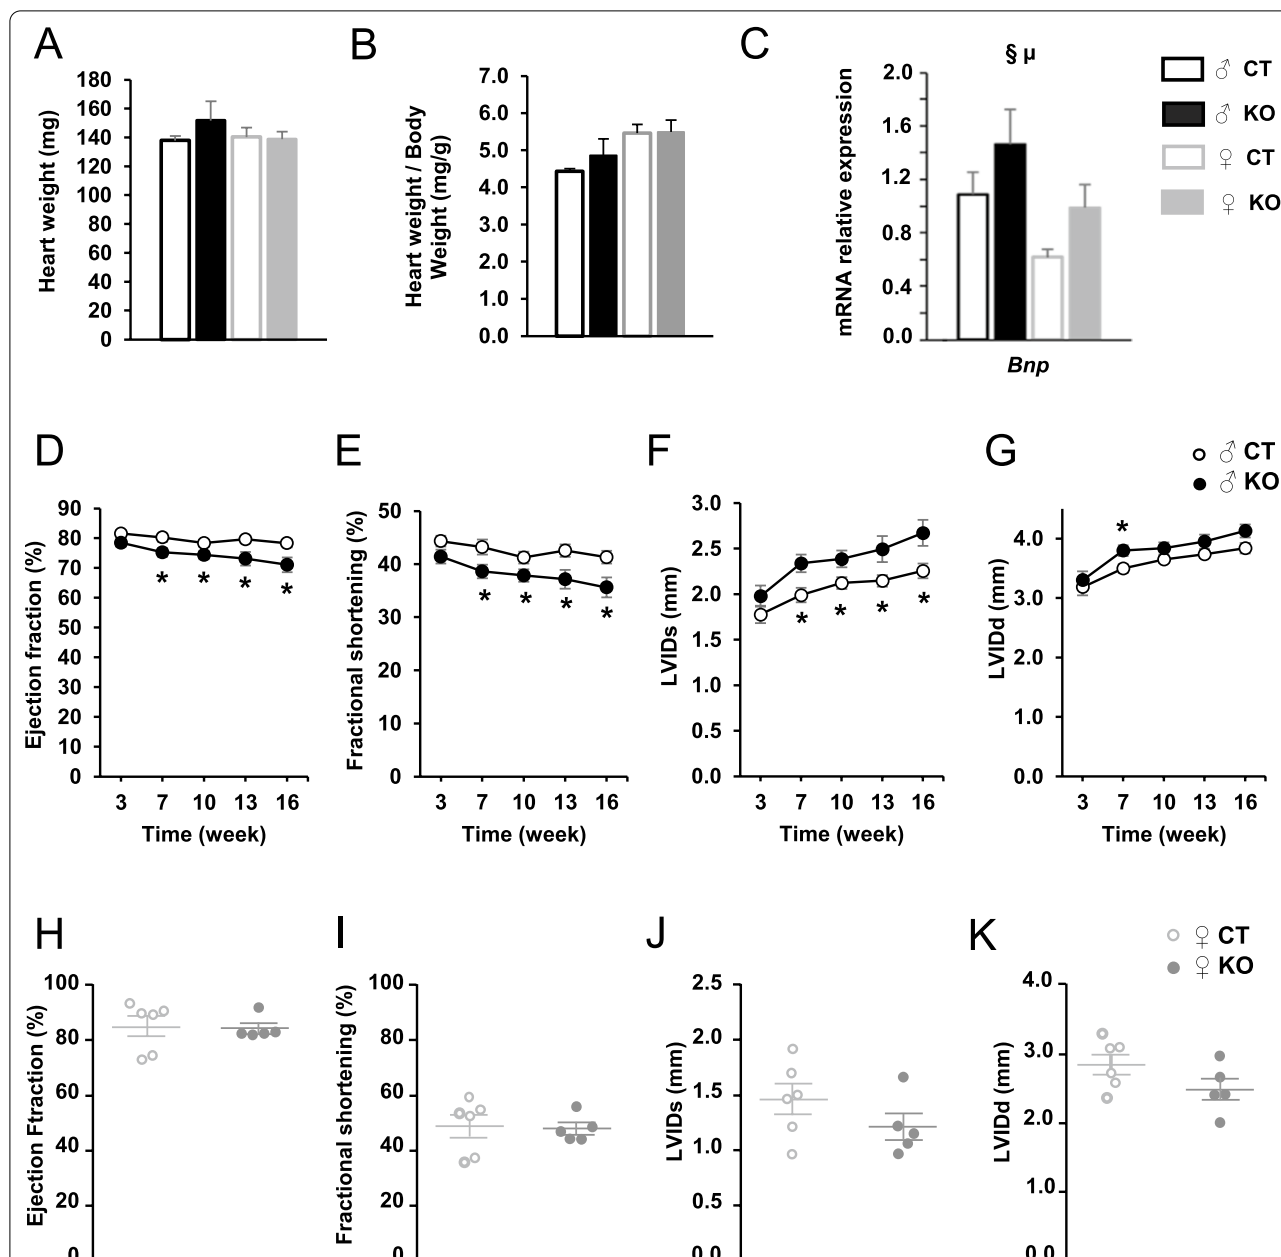 A
B
C
§ µ
♂ CT
♂ KO
♀ CT
♀ KO
Heart weight (mg)
180
160
140
120
100
80
60
40
20
0
Heart weight / Body
Weight (mg/g)
7.0
6.0
5.0
4.0
3.0
2.0
1.0
0.0
mRNA relative expression
2.0
1.6
1.2
0.8
0.4
0.0
Bnp
D
E
F
G
♂ CT
♂ KO
Ejection fraction (%)
90
80
70
60
50
40
30
20
10
0
* * * *
3 7 10 13 16
Time (week)
Fractional shortening (%)
50
40
30
20
10
0
* * * *
3 7 10 13 16
Time (week)
LVIDs (mm)
3.0
2.5
2.0
1.5
1.0
0.5
0.0
* * * *
3 7 10 13 16
Time (week)
LVIDd (mm)
4.0
3.0
2.0
1.0
0.0
*
3 7 10 13 16
Time (week)
H
I
J
K
♀ CT
♀ KO
Ejection Ftraction (%)
100
80
60
40
20
0
Fractional shortening (%)
100
80
60
40
20
0
LVIDs (mm)
2.5
2.0
1.5
1.0
0.5
0.0
LVIDd (mm)
4.0
3.0
2.0
1.0
0.0